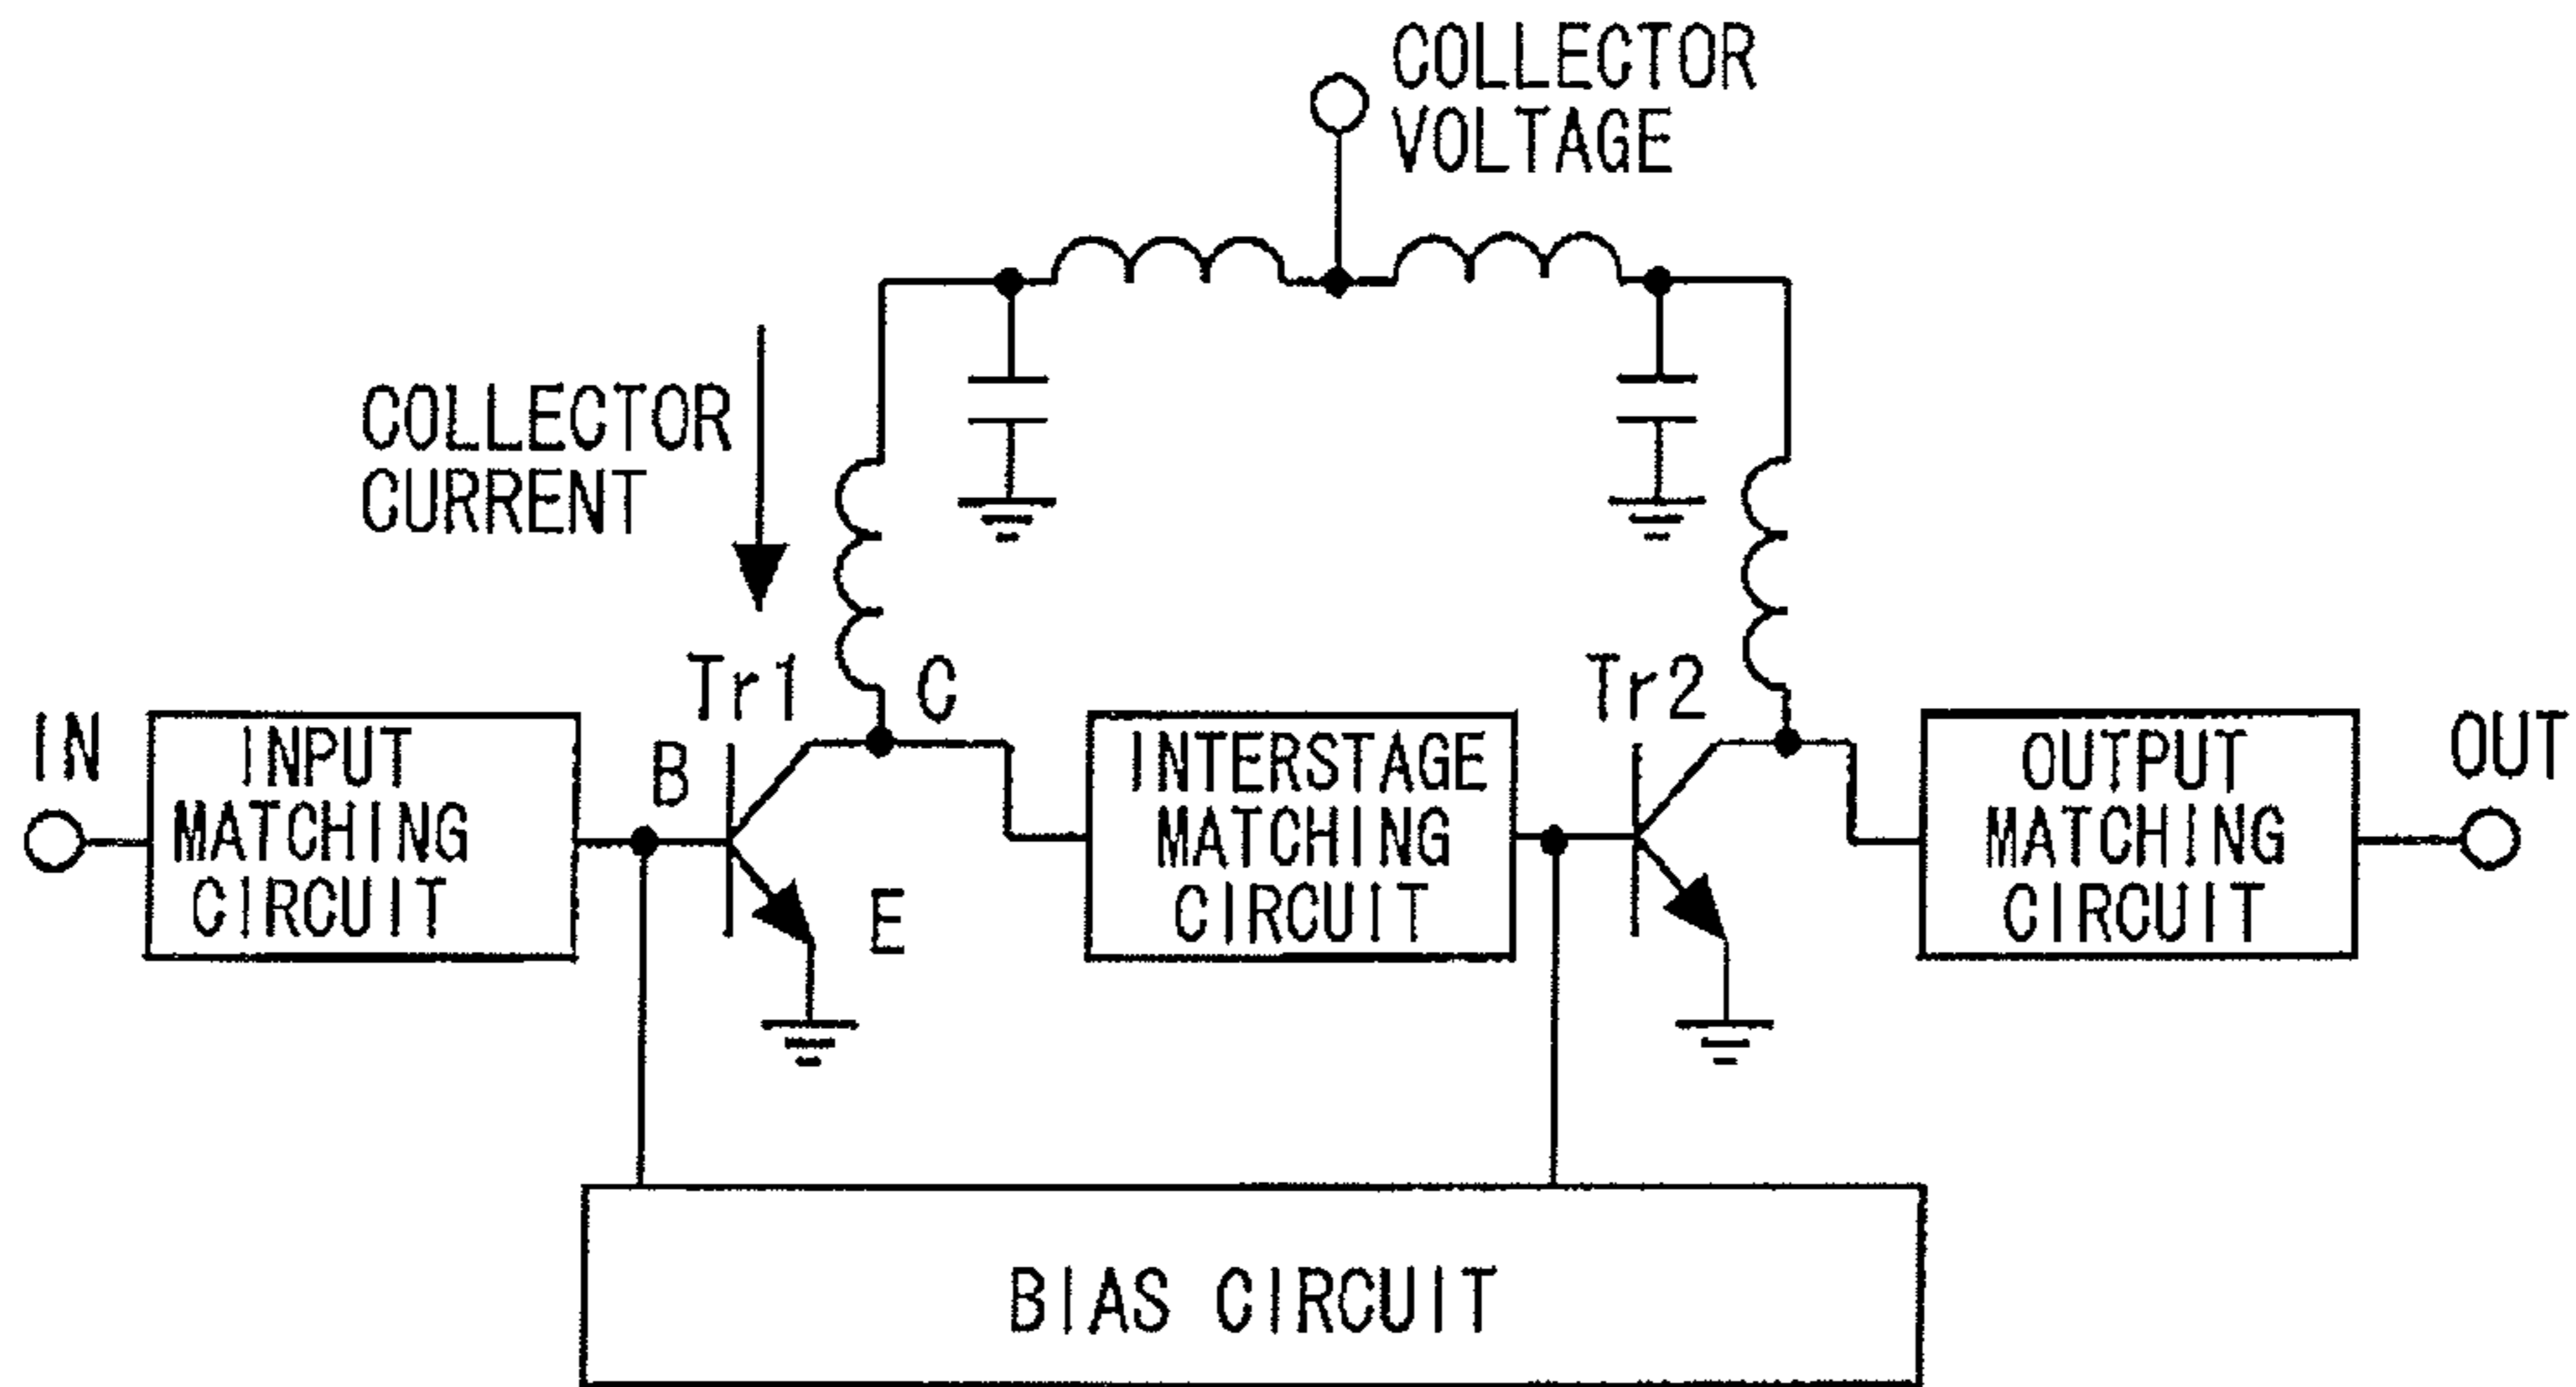 COLLECTOR
VOLTAGE
COLLECTOR
CURRENT
Tr1
C
Tr2
IN
INPUT
MATCHING
CIRCUIT
B
E
INTERSTAGE
MATCHING
CIRCUIT
OUTPUT
MATCHING
CIRCUIT
OUT
BIAS CIRCUIT